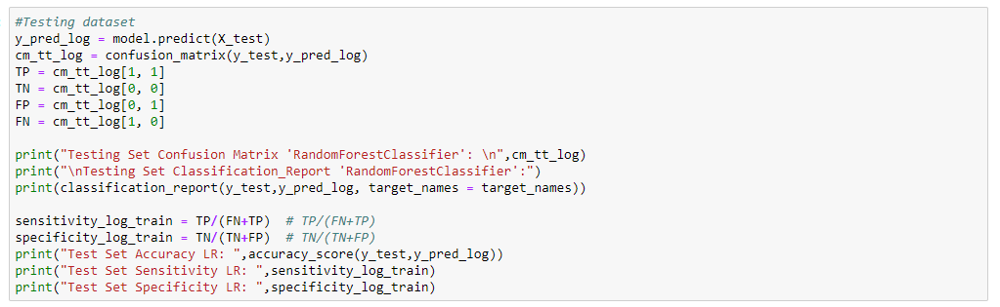 #Testing dataset
y_pred_log = model.predict(X_test)
cm_tt_log = confusion_matrix(y_test,y_pred_log)
TP = cm_tt_log[1, 1]
TN = cm_tt_log[0, 0]
FP = cm_tt_log[0, 1]
FN = cm_tt_log[1, 0]
print("Testing Set Confusion Matrix 'RandomForestClassifier': \n",cm_tt_log)
print("\nTesting Set Classification_Report 'RandomForestClassifier':")
print(classification_report(y_test,y_pred_log, target_names = target_names))
sensitivity_log_train = TP/(FN+TP)  # TP/(FN+TP)
specificity_log_train = TN/(TN+FP)  # TN/(TN+FP)
print("Test Set Accuracy LR: ",accuracy_score(y_test,y_pred_log))
print("Test Set Sensitivity LR: ",sensitivity_log_train)
print("Test Set Specificity LR: ",specificity_log_train)